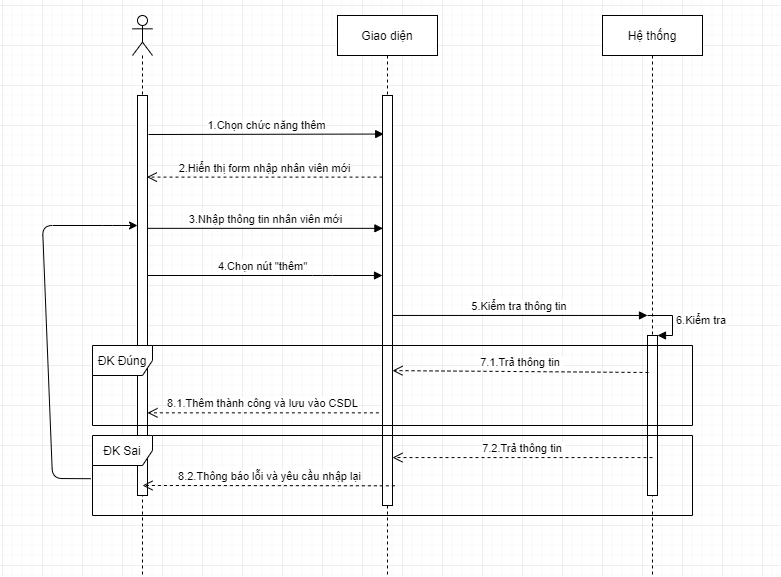 Giao diện
Hệ thống
1.Chọn chức năng thêm
2.Hiển thị form nhập nhân viên mới
3.Nhập thông tin nhân viên mới
4.Chọn nút "thêm"
5.Kiểm tra thông tin
6.Kiểm tra
ĐK Đúng
7.1.Trả thông tin
8.1.Thêm thành công và lưu vào CSDL
ĐK Sai
7.2.Trả thông tin
8.2.Thông báo lỗi và yêu cầu nhập lại